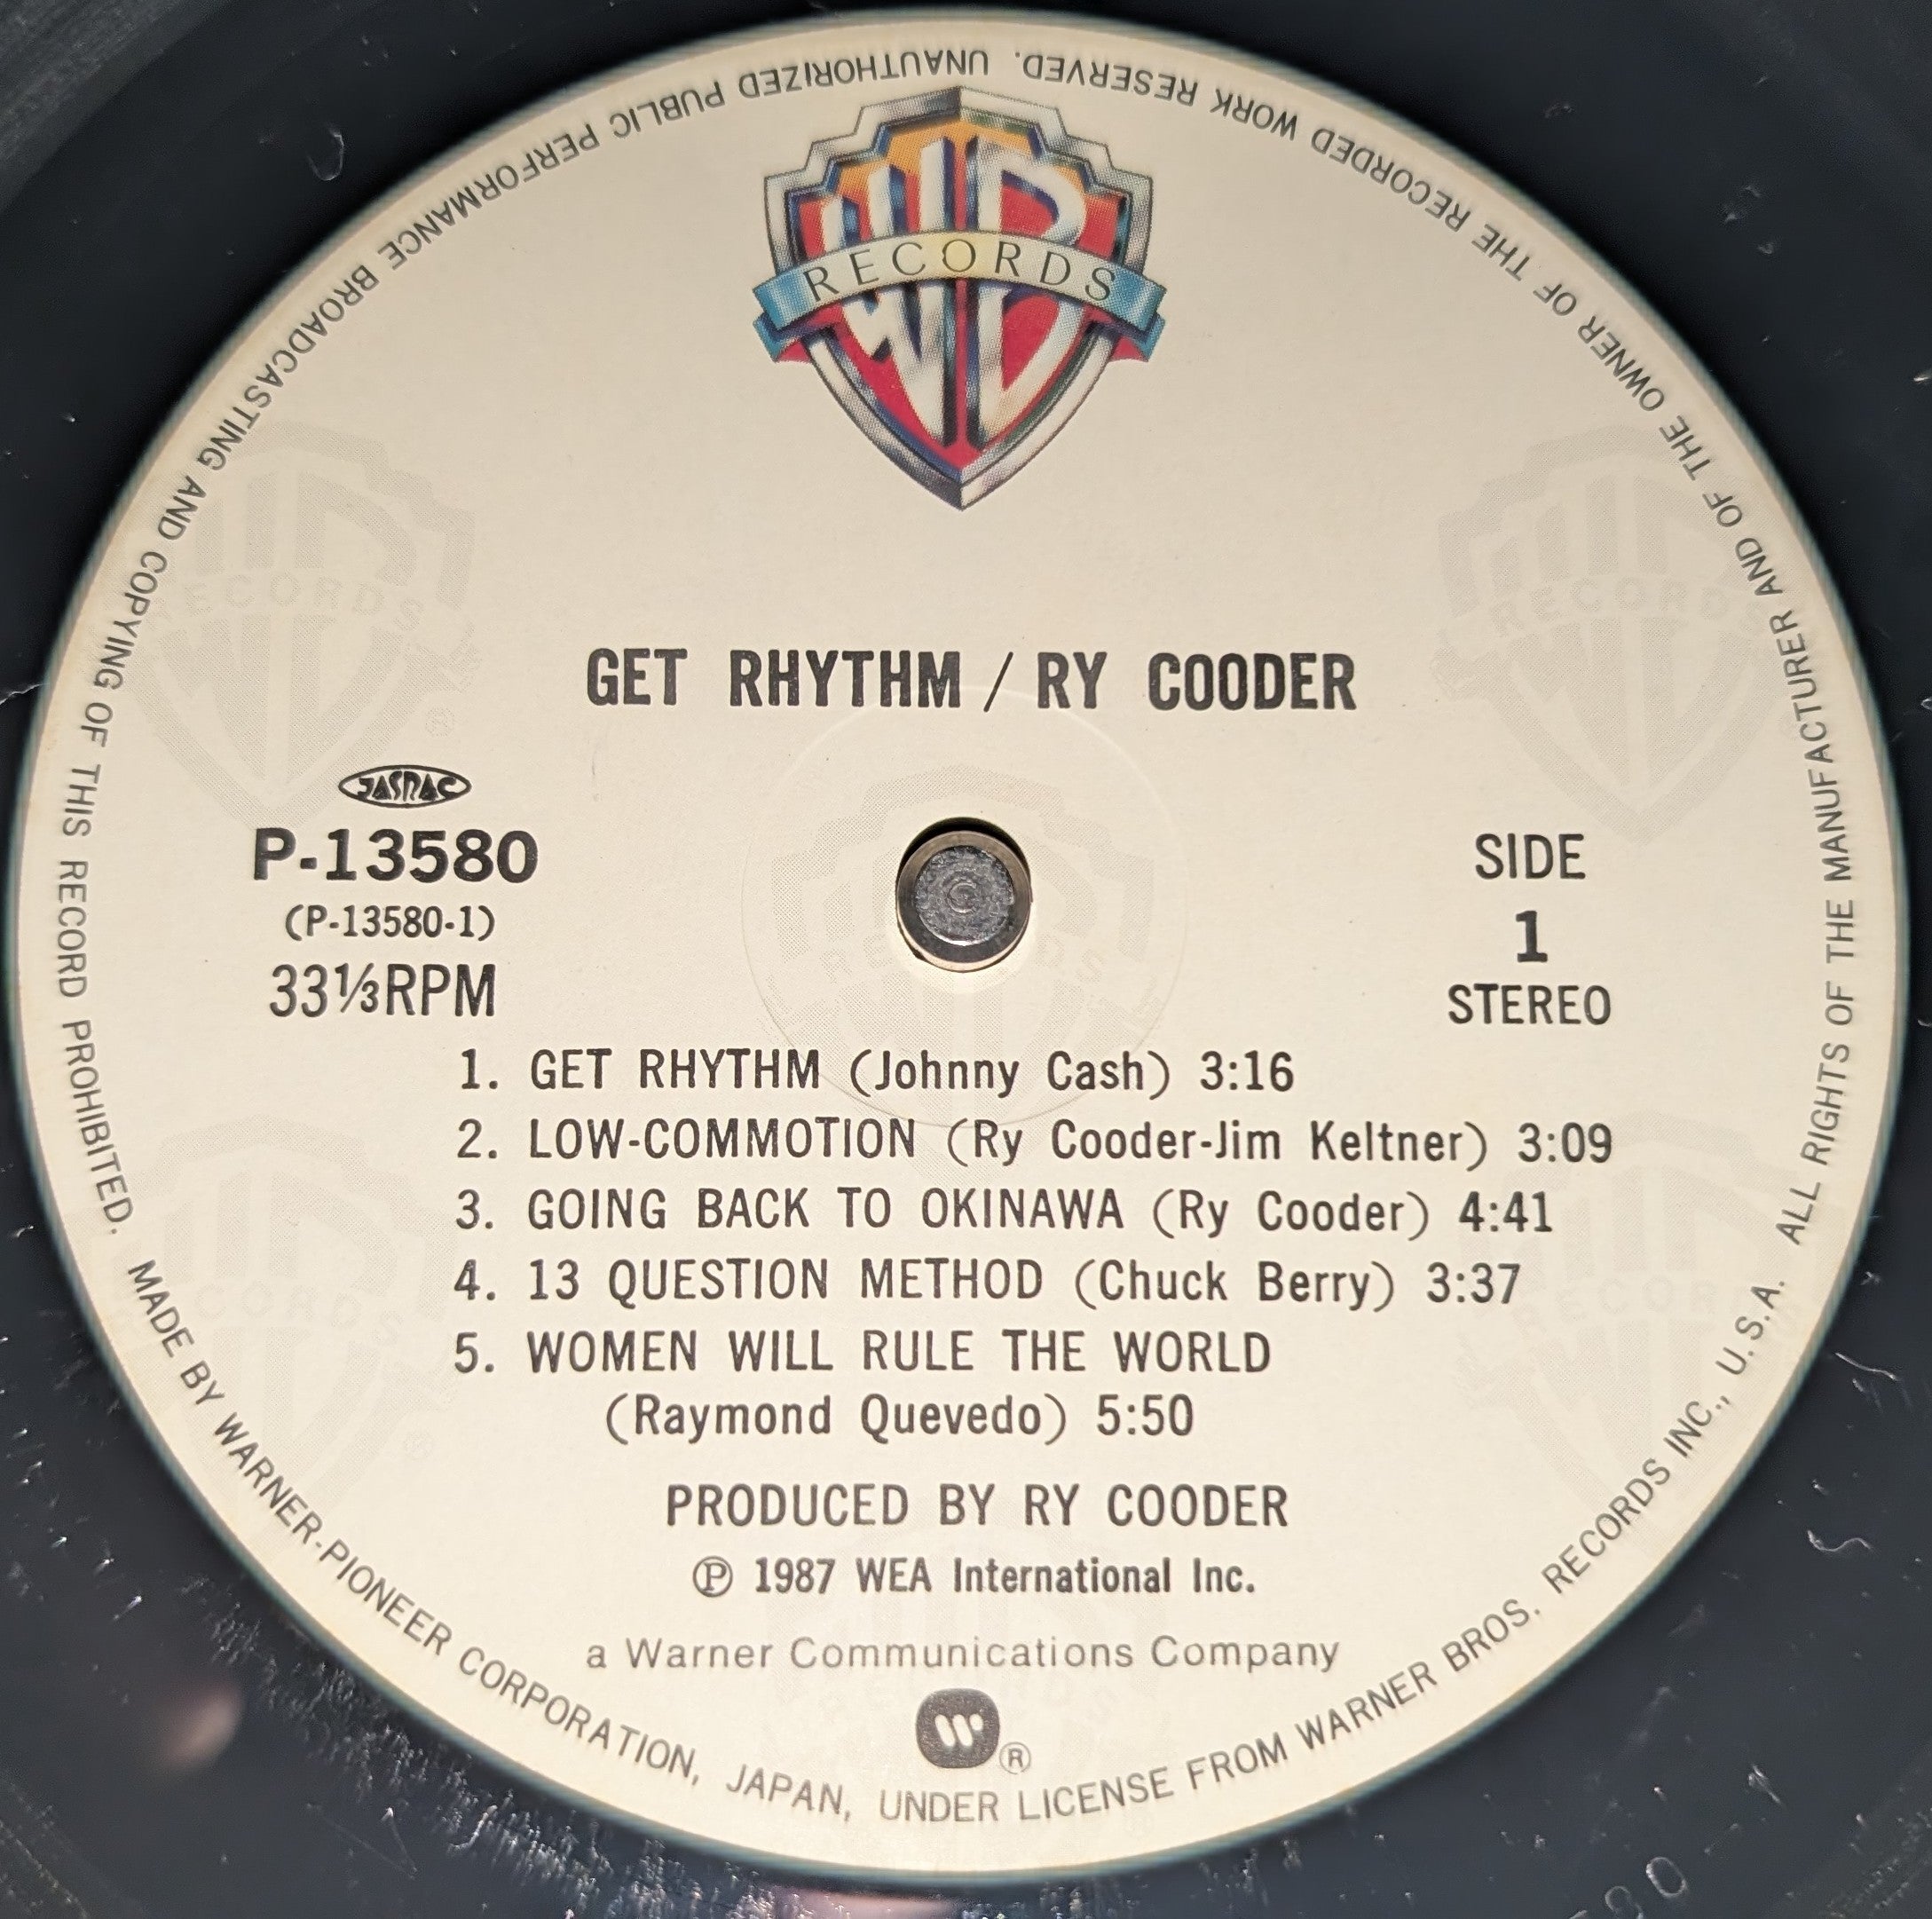 WB
RECORDS
GET RHYTHM / RY COODER
JASRAC
P-13580
(P-13580-1)
33⅓RPM
SIDE
1
STEREO
1. GET RHYTHM (Johnny Cash) 3:16
2. LOW-COMMOTION (Ry Cooder-Jim Keltner) 3:09
3. GOING BACK TO OKINAWA (Ry Cooder) 4:41
4. 13 QUESTION METHOD (Chuck Berry) 3:37
5. WOMEN WILL RULE THE WORLD
(Raymond Quevedo) 5:50
PRODUCED BY RY COODER
℗ 1987 WEA International Inc.
a Warner Communications Company
W®
MADE BY WARNER-PIONEER CORPORATION, JAPAN, UNDER LICENSE FROM WARNER BROS. RECORDS INC., U.S.A. ALL RIGHTS OF THE MANUFACTURER AND OF THE OWNER OF THE RECORDED WORK RESERVED. UNAUTHORIZED PUBLIC PERFORMANCE BROADCASTING AND COPYING OF THIS RECORD PROHIBITED.